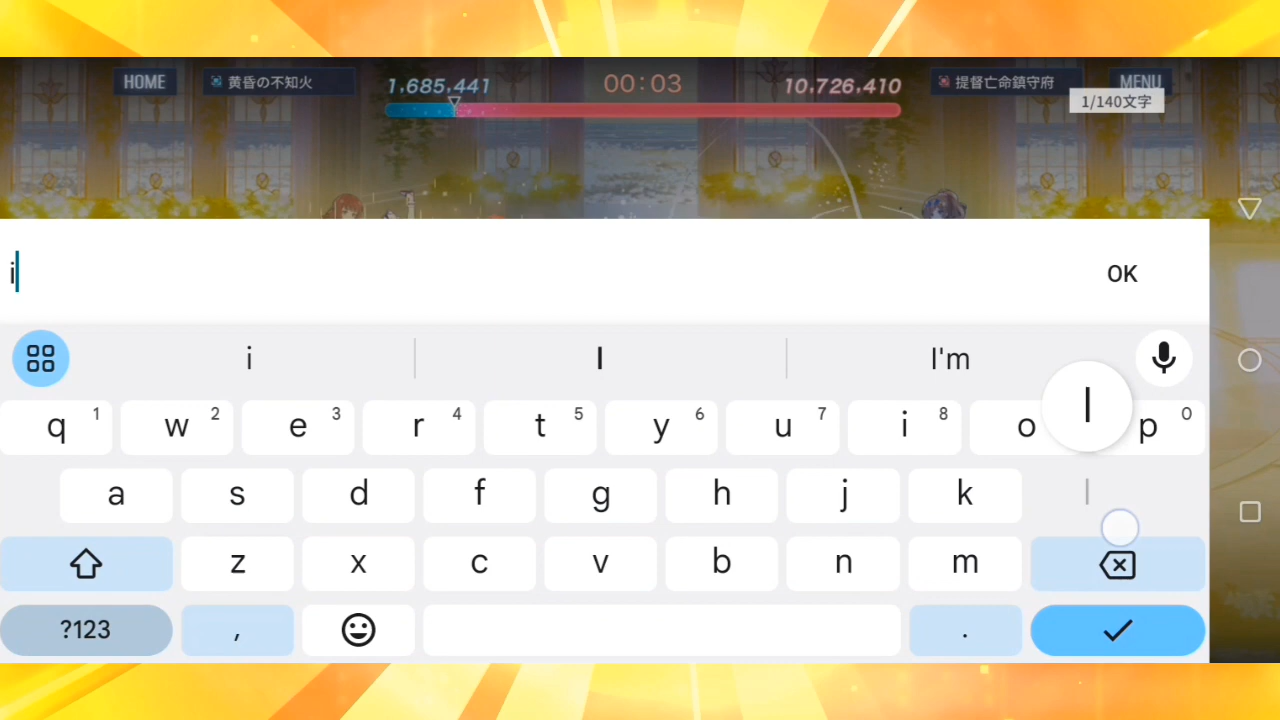 HOME
黄昏の不知火
1,685,441
00:03
10,726,410
提督亡命鎮守府
MENU
1/140文字
i
OK
i
I
I'm
l
q 1
w 2
e 3
r 4
t 5
y 6
u 7
i 8
o
p 0
a
s
d
f
g
h
j
k
l
z
x
c
v
b
n
m
?123
,
.